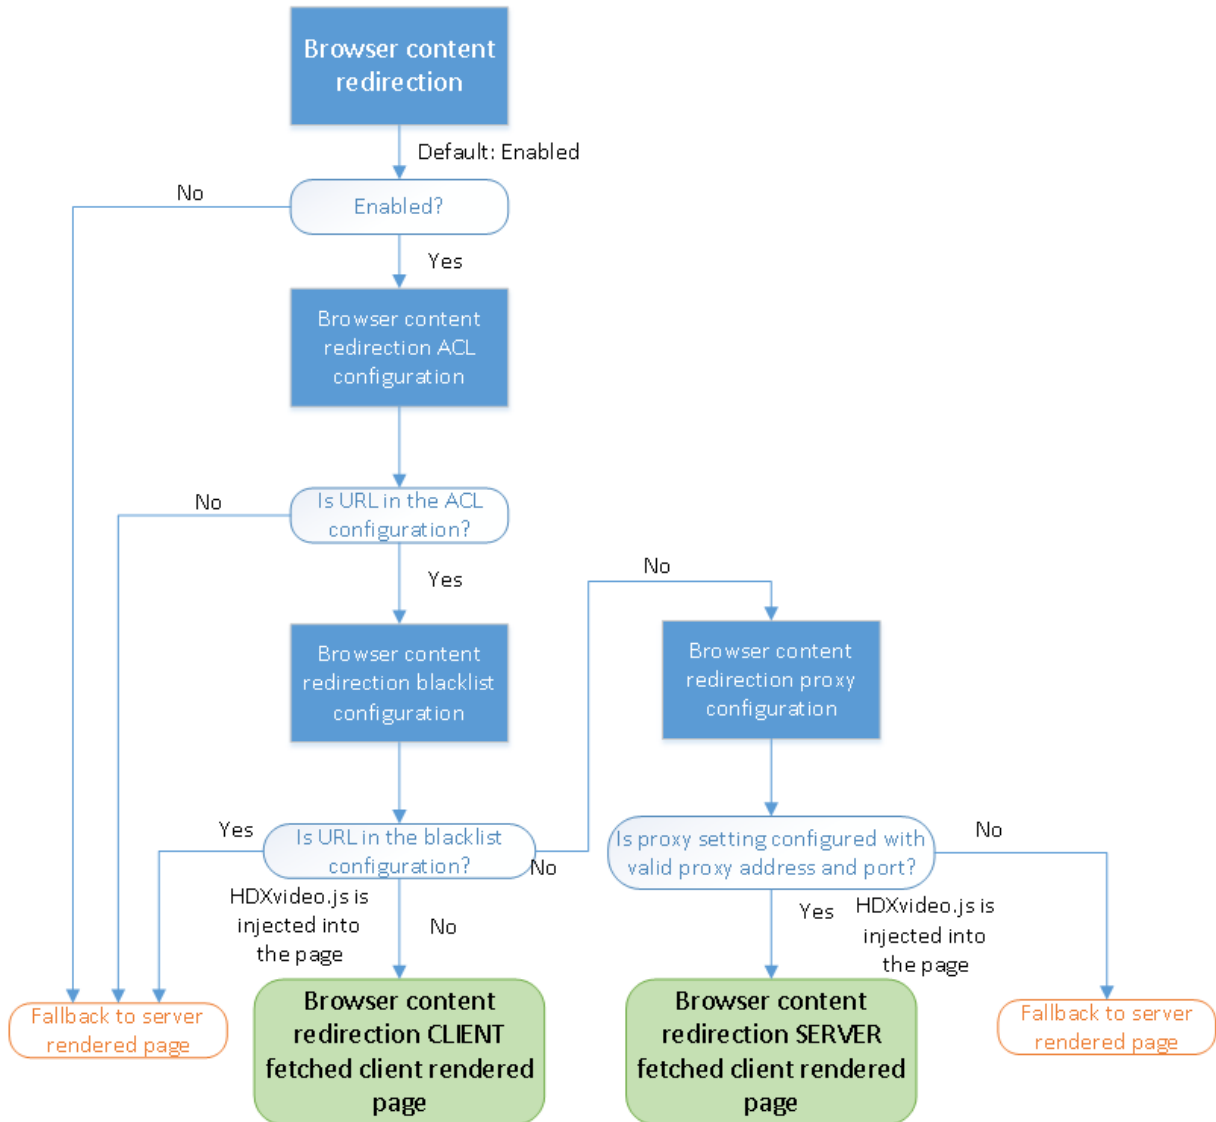 Browser content
redirection
Default: Enabled
No
Enabled?
Yes
Browser content
redirection ACL
configuration
No
Is URL in the ACL
configuration?
Yes
No
Browser content
redirection blacklist
configuration
Browser content
redirection proxy
configuration
Yes
Is URL in the blacklist
configuration?
No
Is proxy setting configured with
valid proxy address and port?
No
HDXvideo.js is
injected into
the page
No
Yes
HDXvideo.js is
injected into
the page
Fallback to server
rendered page
Browser content
redirection CLIENT
fetched client rendered
page
Browser content
redirection SERVER
fetched client rendered
page
Fallback to server
rendered page